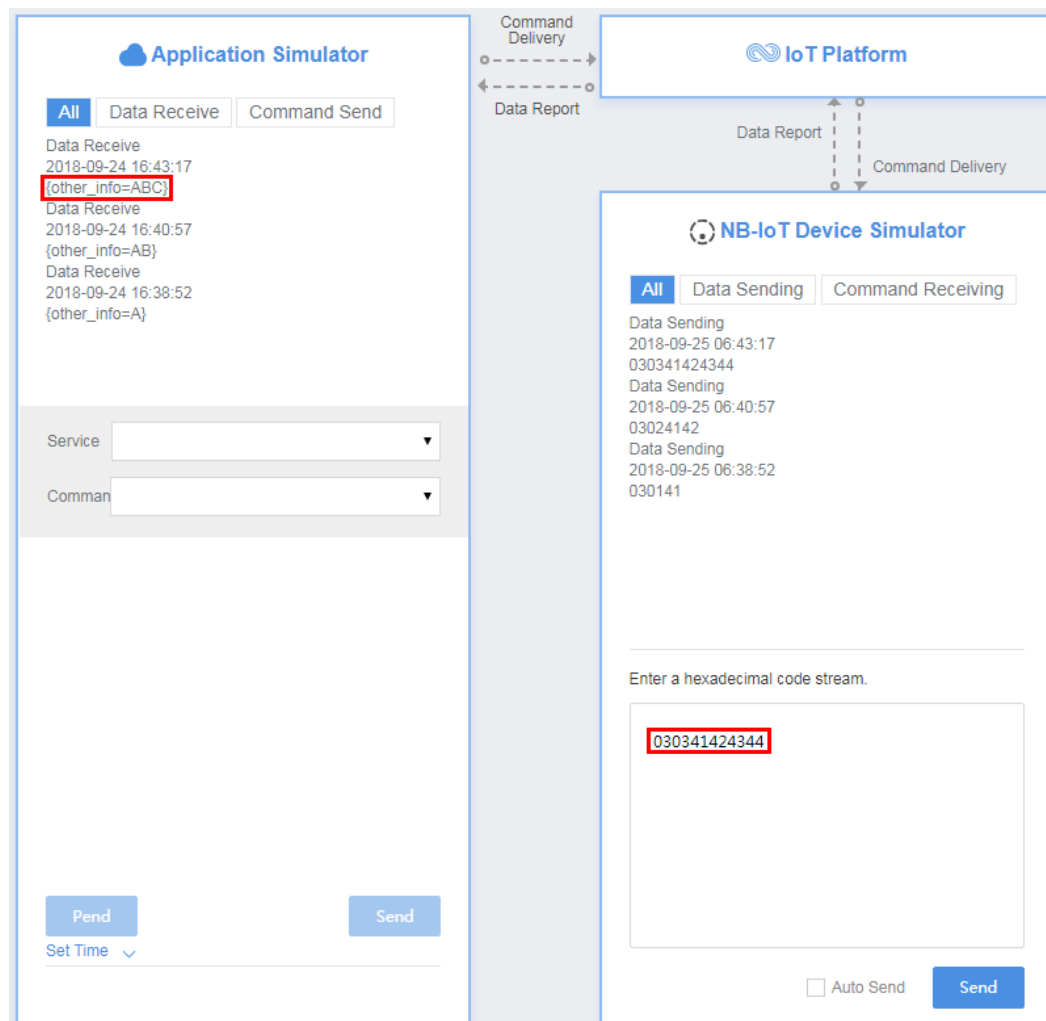 Application Simulator
All
Data Receive
Command Send
Data Receive
2018-09-24 16:43:17
{other_info=ABC}
Data Receive
2018-09-24 16:40:57
{other_info=AB}
Data Receive
2018-09-24 16:38:52
{other_info=A}
Service
Comman
Pend
Send
Set Time
Command
Delivery
Data Report
IoT Platform
Data Report
Command Delivery
NB-IoT Device Simulator
All
Data Sending
Command Receiving
Data Sending
2018-09-25 06:43:17
030341424344
Data Sending
2018-09-25 06:40:57
03024142
Data Sending
2018-09-25 06:38:52
030141
Enter a hexadecimal code stream.
030341424344
Auto Send
Send